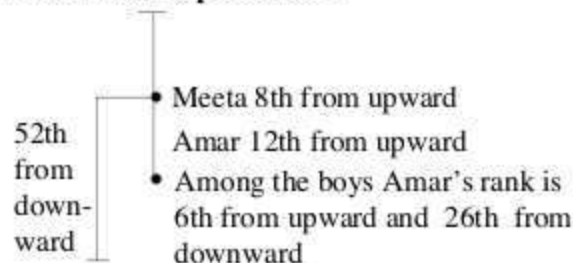 Meeta 8th from upward
Amar 12th from upward
Among the boys Amar's rank is
6th from upward and 26th from
downward
52th
from
down-
ward